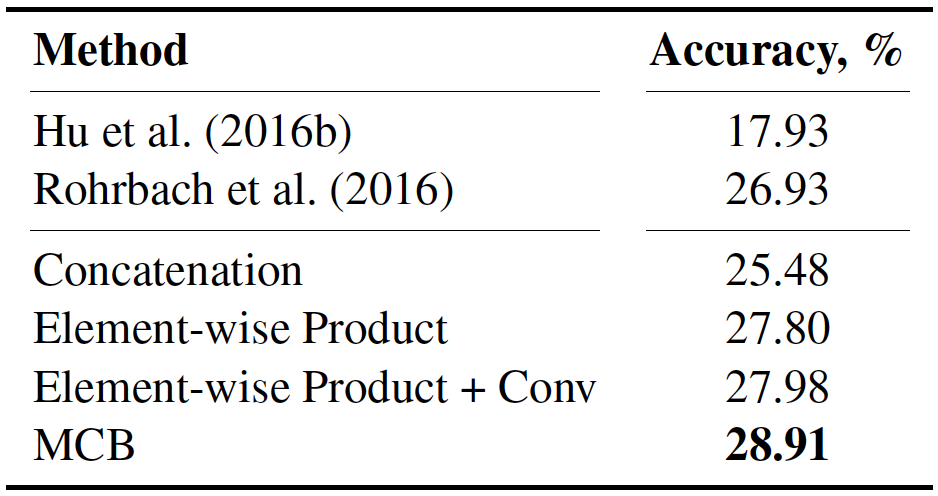 Method Accuracy, %
Hu et al. (2016b) 17.93
Rohrbach et al. (2016) 26.93
Concatenation 25.48
Element-wise Product 27.80
Element-wise Product + Conv 27.98
MCB 28.91